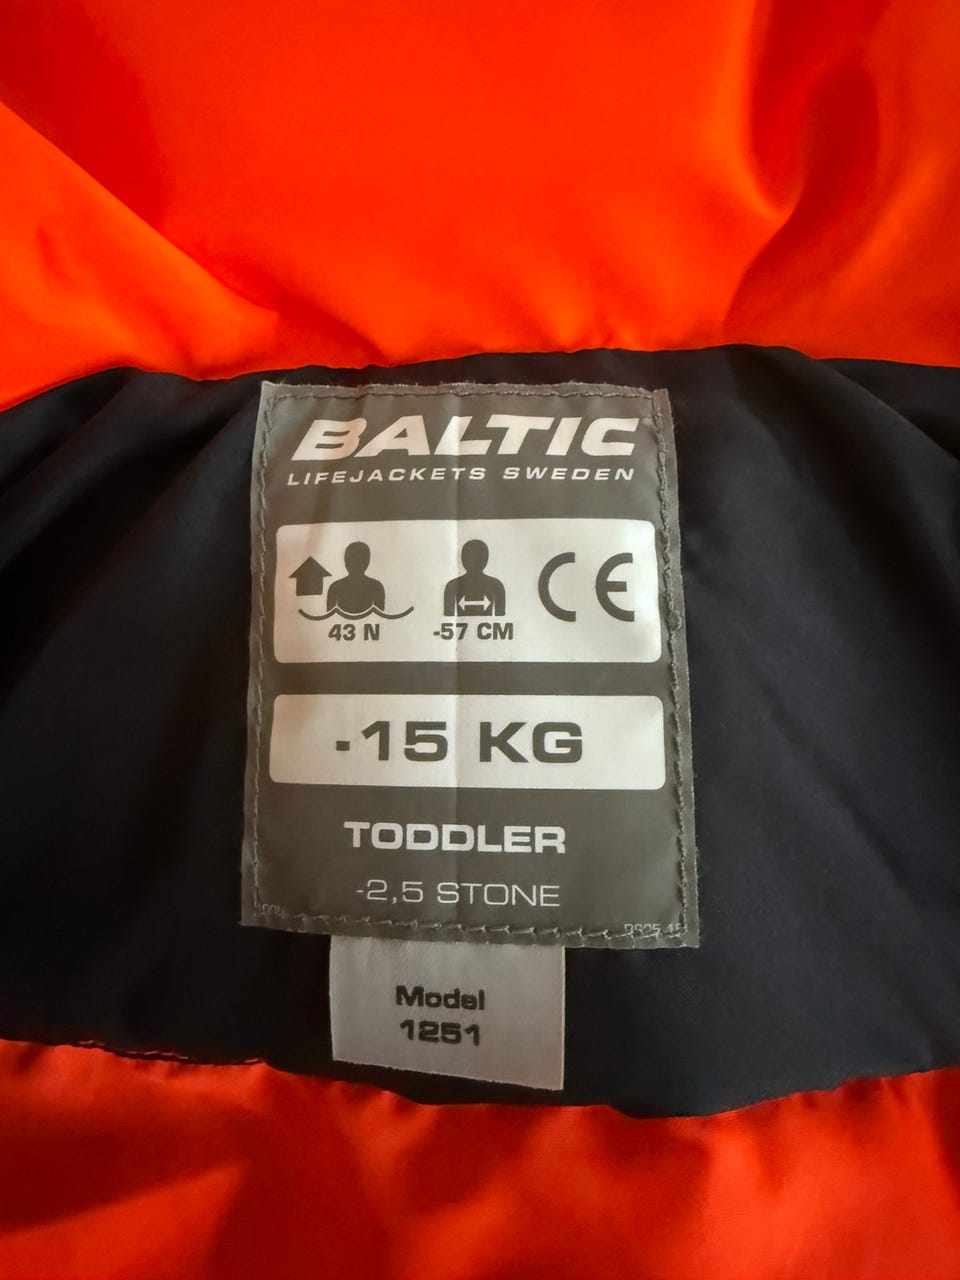 BALTIC
LIFEJACKETS SWEDEN
43 N -57 CM CE
-15 KG
TODDLER
-2,5 STONE
Model
1251